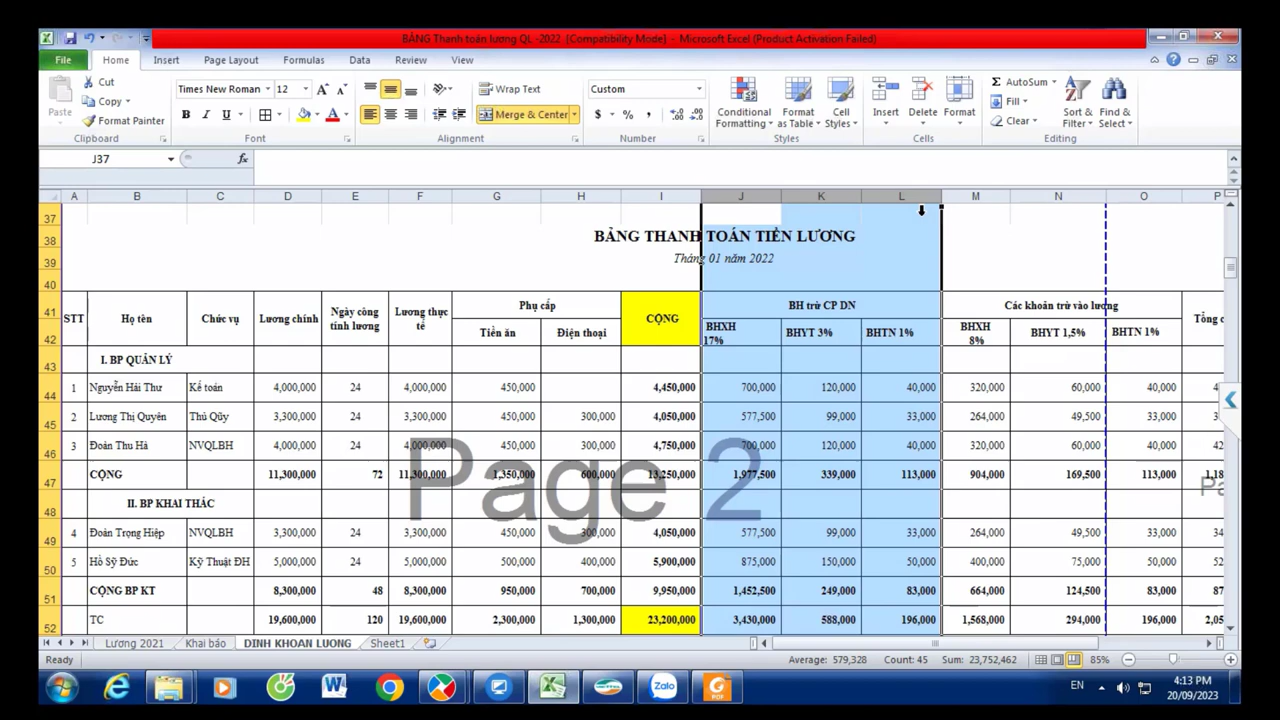 BẢNG Thanh toán lương QL -2022 [Compatibility Mode] - Microsoft Excel (Product Activation Failed)
File Home Insert Page Layout Formulas Data Review View
Paste Cut Copy Format Painter Clipboard
Times New Roman 12 A A B I U A Font
Wrap Text Merge & Center Alignment
Custom $ % , Number
Conditional Formatting Format as Table Cell Styles Styles
Insert Delete Format Cells
AutoSum Fill Clear Sort & Filter Find & Select Editing
J37 fx
A B C D E F G H I J K L M N O P
37
38 BẢNG THANH TOÁN TIỀN LƯƠNG
39 Tháng 01 năm 2022
40
41 STT Họ tên Chức vụ Lương chính Ngày công tính lương Lương thực tế Phụ cấp CỘNG BH trừ CP DN Các khoản trừ vào lương
42 Tiền ăn Điện thoại BHXH 17% BHYT 3% BHTN 1% BHXH 8% BHYT 1,5% BHTN 1%
43 I. BP QUẢN LÝ
44 1 Nguyễn Hải Thư Kế toán 4,000,000 24 4,000,000 450,000 4,450,000 700,000 120,000 40,000 320,000 60,000 40,000
45 2 Lương Thị Quyên Thủ Qũy 3,300,000 24 3,300,000 450,000 300,000 4,050,000 577,500 99,000 33,000 264,000 49,500 33,000
46 3 Đoàn Thu Hà NVQLBH 4,000,000 24 4,000,000 450,000 300,000 4,750,000 700,000 120,000 40,000 320,000 60,000 40,000
47 CỘNG 11,300,000 72 11,300,000 1,350,000 600,000 13,250,000 1,977,500 339,000 113,000 904,000 169,500 113,000
Page 2
48 II. BP KHAI THÁC
49 4 Đoàn Trọng Hiệp NVQLBH 3,300,000 24 3,300,000 450,000 300,000 4,050,000 577,500 99,000 33,000 264,000 49,500 33,000
50 5 Hồ Sỹ Đức Kỹ Thuật ĐH 5,000,000 24 5,000,000 500,000 400,000 5,900,000 875,000 150,000 50,000 400,000 75,000 50,000
51 CỘNG BP KT 8,300,000 48 8,300,000 950,000 700,000 9,950,000 1,452,500 249,000 83,000 664,000 124,500 83,000
52 TC 19,600,000 120 19,600,000 2,300,000 1,300,000 23,200,000 3,430,000 588,000 196,000 1,568,000 294,000 196,000
Lương 2021 Khai báo DINH KHOAN LUONG Sheet1
Ready Average: 579,328 Count: 45 Sum: 23,752,462 85%
Zalo PDF EN 4:13 PM
20/09/2023